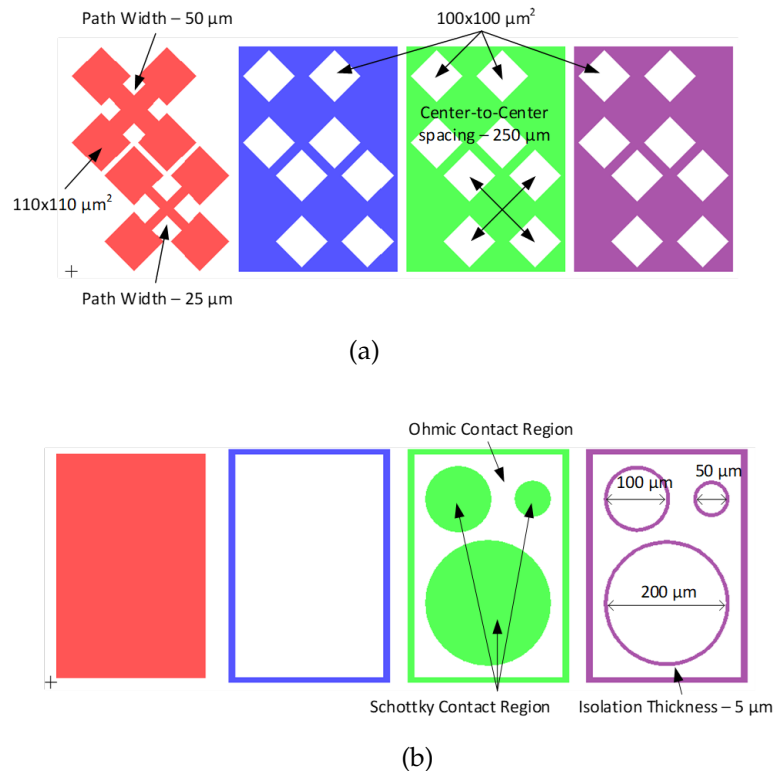 Path Width – 50 µm
100x100 µm²
Center-to-Center
spacing – 250 µm
110x110 µm²
Path Width – 25 µm
(a)
Ohmic Contact Region
100 µm
50 µm
200 µm
Schottky Contact Region
Isolation Thickness – 5 µm
(b)